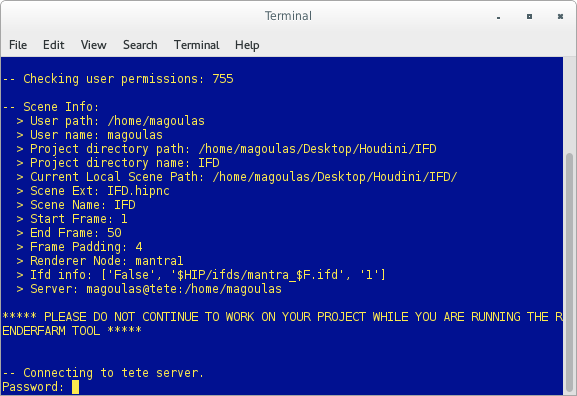 Terminal
File Edit View Search Terminal Help
-- Checking user permissions: 755
-- Scene Info:
> User path: /home/magoulas
> User name: magoulas
> Project directory path: /home/magoulas/Desktop/Houdini/IFD
> Project directory name: IFD
> Current Local Scene Path: /home/magoulas/Desktop/Houdini/IFD/
> Scene Ext: IFD.hipnc
> Scene Name: IFD
> Start Frame: 1
> End Frame: 50
> Frame Padding: 4
> Renderer Node: mantra1
> Ifd info: ['False', '$HIP/ifds/mantra_$F.ifd', '1']
> Server: magoulas@tete:/home/magoulas
***** PLEASE DO NOT CONTINUE TO WORK ON YOUR PROJECT WHILE YOU ARE RUNNING THE R
ENDERFARM TOOL *****
-- Connecting to tete server.
Password: